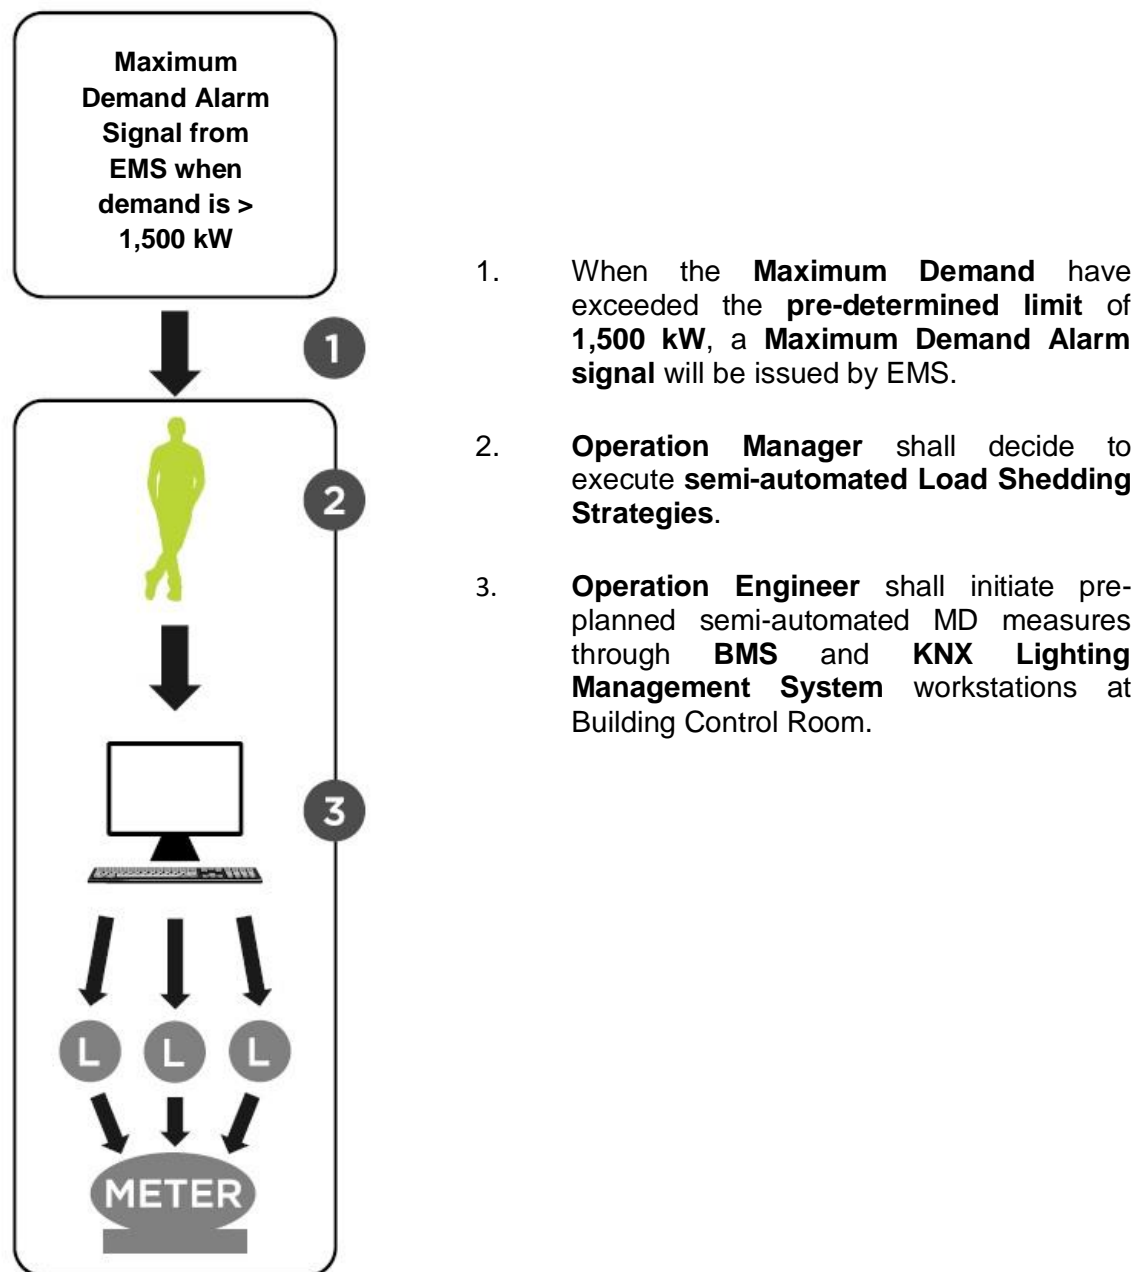 Maximum
Demand Alarm
Signal from
EMS when
demand is >
1,500 kW
1
2
3
L L L
METER
1. When the Maximum Demand have
exceeded the pre-determined limit of
1,500 kW, a Maximum Demand Alarm
signal will be issued by EMS.
2. Operation Manager shall decide to
execute semi-automated Load Shedding
Strategies.
3. Operation Engineer shall initiate pre-
planned semi-automated MD measures
through BMS and KNX Lighting
Management System workstations at
Building Control Room.